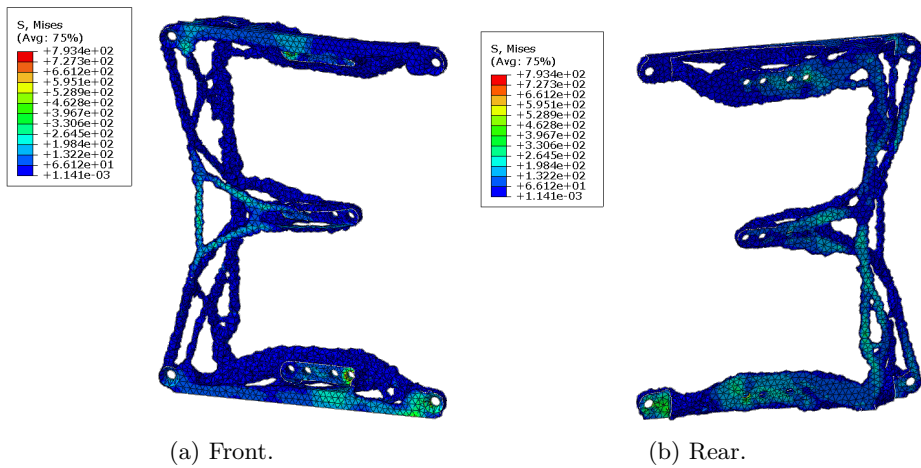 S, Mises
(Avg: 75%)
+7.934e+02
+7.273e+02
+6.612e+02
+5.951e+02
+5.289e+02
+4.628e+02
+3.967e+02
+3.306e+02
+2.645e+02
+1.984e+02
+1.322e+02
+6.612e+01
+1.141e-03
S, Mises
(Avg: 75%)
+7.934e+02
+7.273e+02
+6.612e+02
+5.951e+02
+5.289e+02
+4.628e+02
+3.967e+02
+3.306e+02
+2.645e+02
+1.984e+02
+1.322e+02
+6.612e+01
+1.141e-03
(a) Front.
(b) Rear.